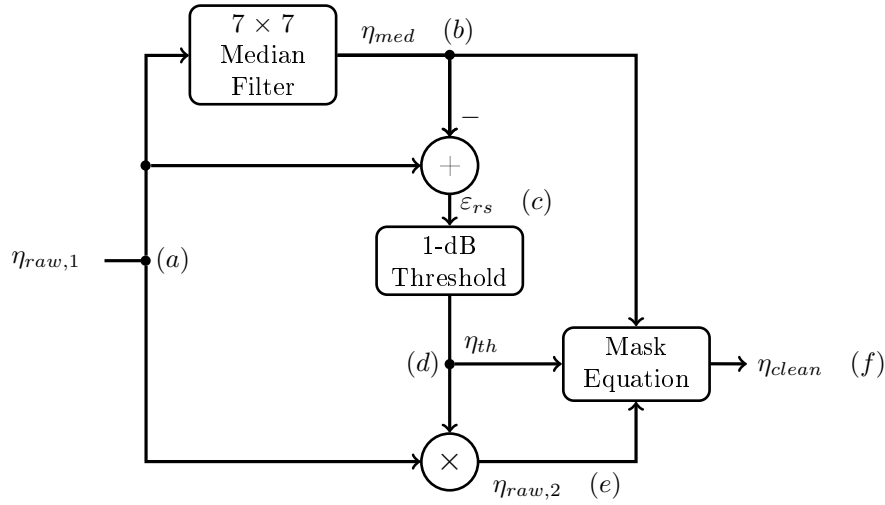 7 × 7
Median
Filter
η_med (b)
−
+
ε_rs (c)
η_raw,1 (a)
1-dB
Threshold
(d) η_th
Mask
Equation
η_clean (f)
×
η_raw,2 (e)